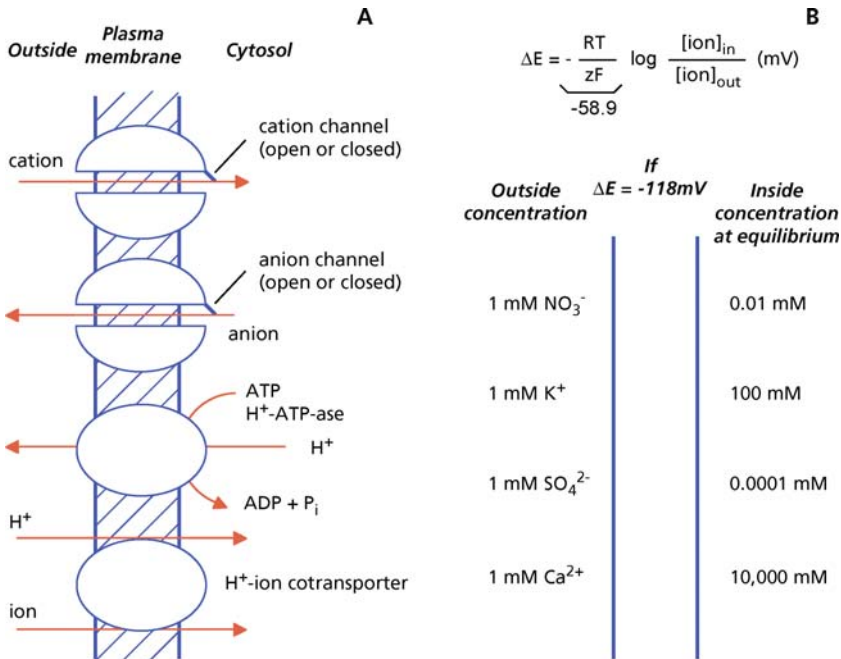 A
Outside
Plasma
membrane
Cytosol
cation
cation channel
(open or closed)
anion channel
(open or closed)
anion
ATP
H⁺-ATP-ase
H⁺
ADP + Pᵢ
H⁺
H⁺-ion cotransporter
ion
B
ΔE = - RT/zF log [ion]in/[ion]out (mV)
-58.9
If
ΔE = -118mV
Outside
concentration
Inside
concentration
at equilibrium
1 mM NO₃⁻
0.01 mM
1 mM K⁺
100 mM
1 mM SO₄²⁻
0.0001 mM
1 mM Ca²⁺
10,000 mM